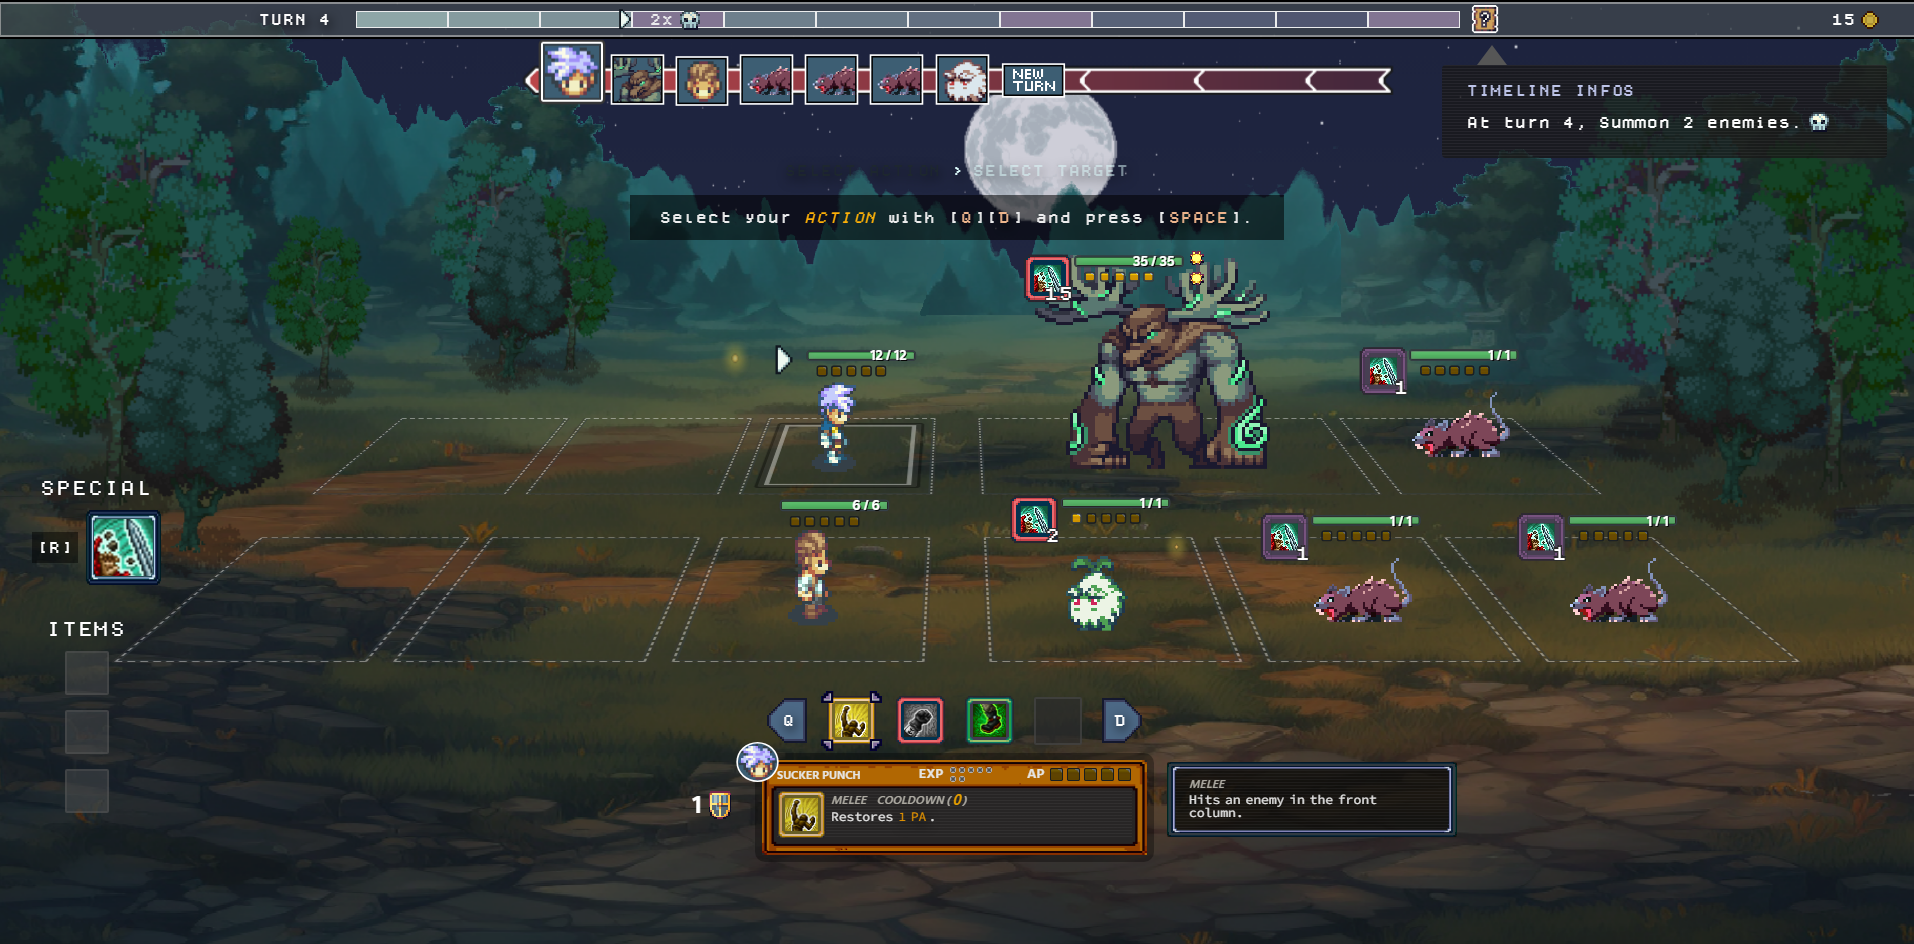 TURN 4
2x
15
NEW
TURN
TIMELINE INFOS
At turn 4, Summon 2 enemies.
> SELECT TARGET
Select your ACTION with [Q][D] and press [SPACE].
35/35
15
12/12
1/1
1
6/6
1/1
2
1/1
1
1/1
1
SPECIAL
[R]
ITEMS
Q
D
SUCKER PUNCH
EXP
AP
MELEE COOLDOWN(0)
Restores 1 PA.
1
MELEE
Hits an enemy in the front
column.